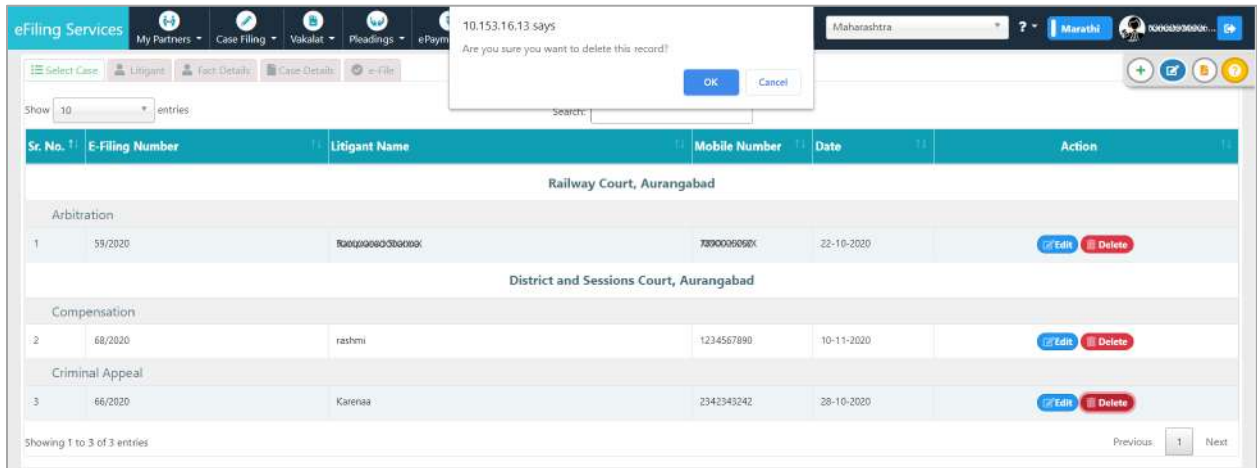 10.153.16.13 says
Are you sure you want to delete this record?
OK Cancel
eFiling Services My Partners Case Filing Vakalat Pleadings ePaym Maharashtra ? Marathi
Select Case Litigant Fact Details Case Details e-File
Show 10 entries Search:
Sr. No. E-Filing Number Litigant Name Mobile Number Date Action
Railway Court, Aurangabad
Arbitration
1 59/2020 22-10-2020 Edit Delete
District and Sessions Court, Aurangabad
Compensation
2 68/2020 rashmi 1234567890 10-11-2020 Edit Delete
Criminal Appeal
3 66/2020 Karenaa 2342343242 28-10-2020 Edit Delete
Showing 1 to 3 of 3 entries Previous 1 Next